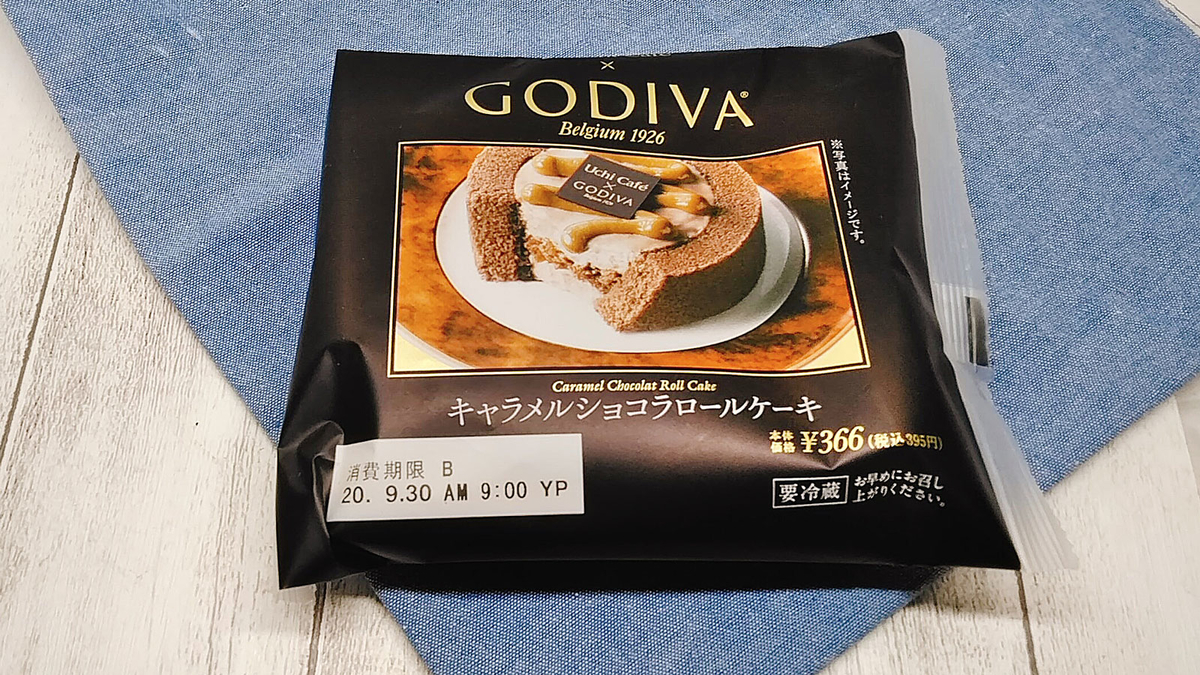 ×
GODIVA®
Belgium 1926
※写真はイメージです。
Uchi Café
×
GODIVA
Belgium 1926
Caramel Chocolat Roll Cake
キャラメルショコラロールケーキ
本体価格 ¥366 (税込395円)
消費期限 B
20. 9.30 AM 9:00 YP
要冷蔵 お早めにお召し
上がりください。